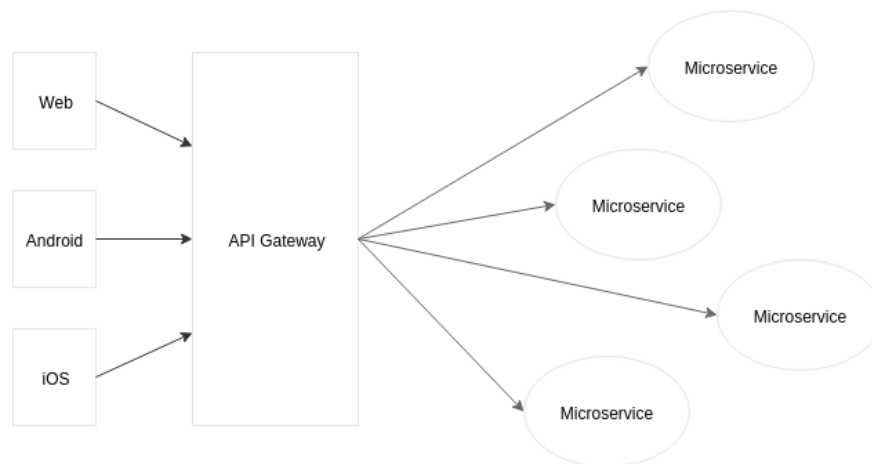 Web
Android
iOS
API Gateway
Microservice
Microservice
Microservice
Microservice